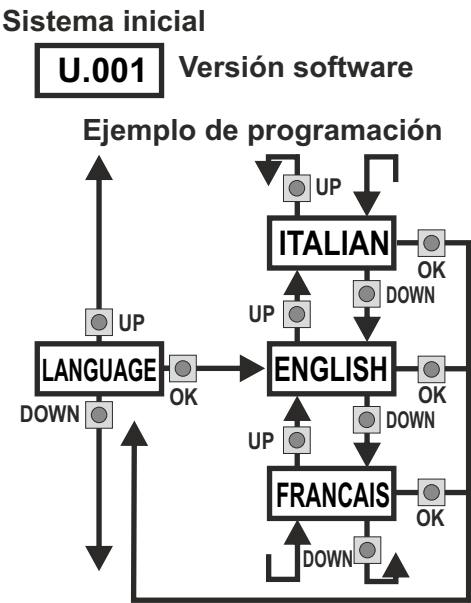 Sistema inicial
U.001 Versión software
Ejemplo de programación
UP
ITALIAN
OK
DOWN
UP
UP
LANGUAGE
OK
ENGLISH
OK
DOWN
DOWN
UP
FRANCAIS
OK
DOWN